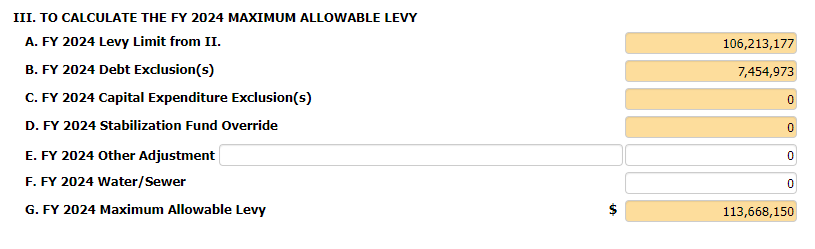 III. TO CALCULATE THE FY 2024 MAXIMUM ALLOWABLE LEVY
A. FY 2024 Levy Limit from II. 106,213,177
B. FY 2024 Debt Exclusion(s) 7,454,973
C. FY 2024 Capital Expenditure Exclusion(s) 0
D. FY 2024 Stabilization Fund Override 0
E. FY 2024 Other Adjustment 0
F. FY 2024 Water/Sewer 0
G. FY 2024 Maximum Allowable Levy $ 113,668,150